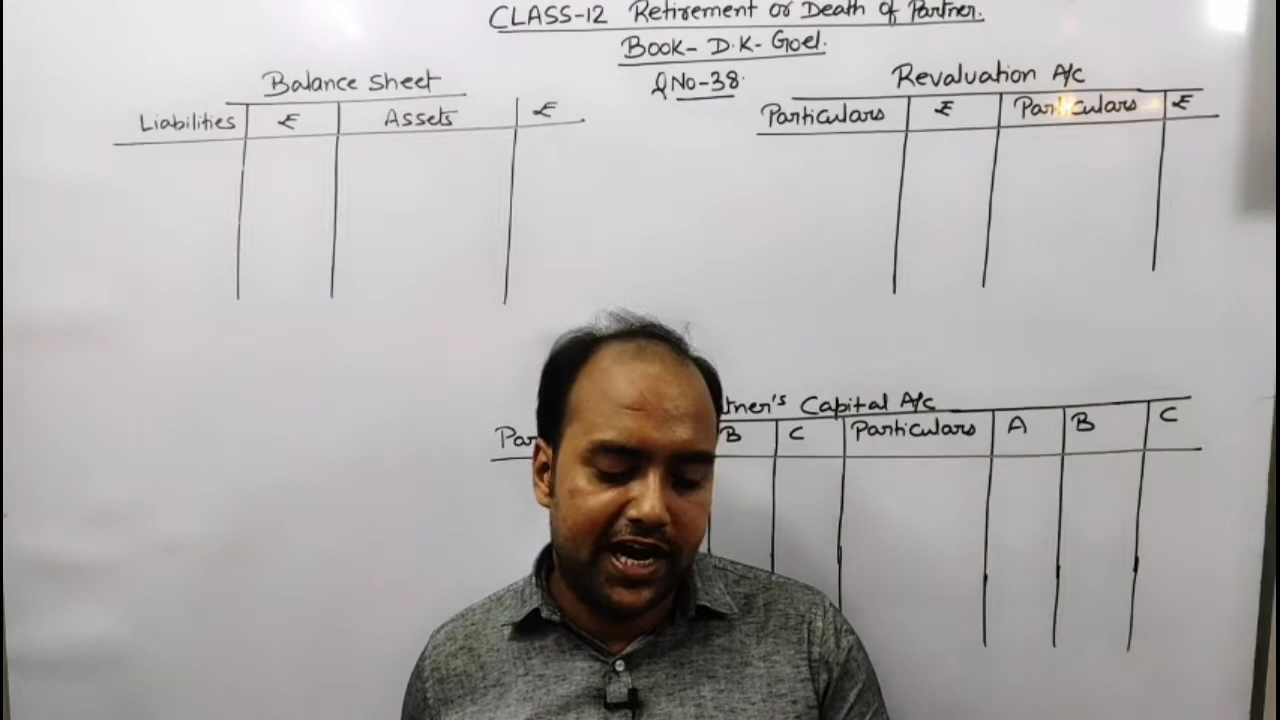 CLASS-12 Retirement or Death of Partner.
Book- D.K- Goel.
QNo-38.
Balance Sheet
Liabilities ₹ Assets ₹
Revaluation A/c
Particulars ₹ Particulars ₹
Capital A/c
B C Particulars A B C